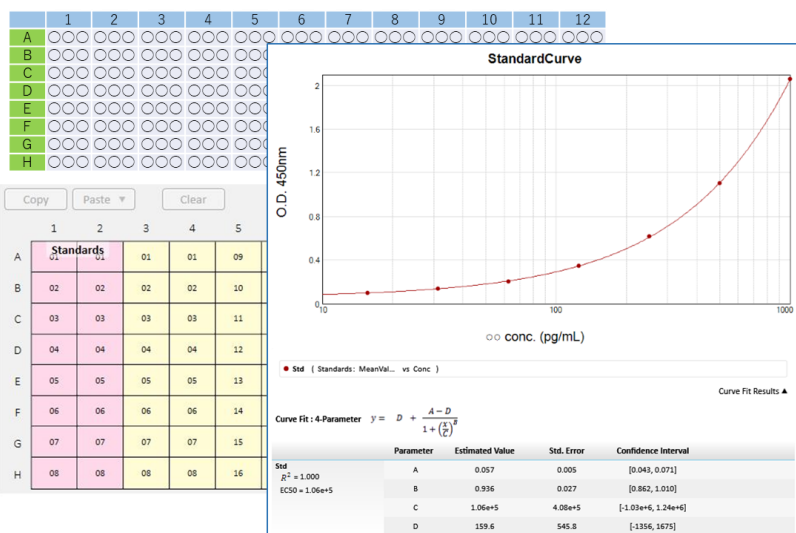 1 2 3 4 5 6 7 8 9 10 11 12
A ○○○ ○○○ ○○○ ○○○ ○○○ ○○○ ○○○ ○○○ ○○○ ○○○ ○○○ ○○○
B ○○○ ○○○ ○○○ ○○○ ○○○
C ○○○ ○○○ ○○○ ○○○ ○○○
D ○○○ ○○○ ○○○ ○○○ ○○○
E ○○○ ○○○ ○○○ ○○○ ○○○
F ○○○ ○○○ ○○○ ○○○ ○○○
G ○○○ ○○○ ○○○ ○○○ ○○○
H ○○○ ○○○ ○○○ ○○○ ○○○
Copy Paste ▼ Clear
1 2 3 4 5
Standards
A 01 01 01 01 09
B 02 02 02 02 10
C 03 03 03 03 11
D 04 04 04 04 12
E 05 05 05 05 13
F 06 06 06 06 14
G 07 07 07 07 15
H 08 08 08 08 16
StandardCurve
O.D. 450nm
2
1.6
1.2
0.8
0.4
0
10 100 1000
○○ conc. (pg/mL)
Std ( Standards: MeanVal... vs Conc )
Curve Fit Results ▲
Curve Fit : 4-Parameter y = D + A − D / 1 + (x/C)^B
Parameter Estimated Value Std. Error Confidence Interval
Std
R² = 1.000
EC50 = 1.06e+5
A 0.057 0.005 [0.043, 0.071]
B 0.936 0.027 [0.862, 1.010]
C 1.06e+5 4.08e+5 [-1.03e+6, 1.24e+6]
D 159.6 545.8 [-1356, 1675]